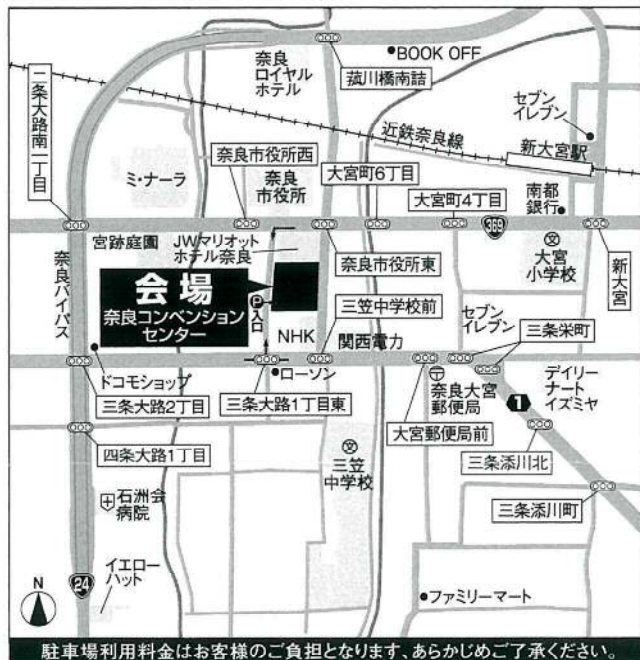 BOOK OFF
奈良
ロイヤル
ホテル
菰川橋南詰
二条大路南一丁目
セブン
イレブン
近鉄奈良線
新大宮駅
ミ・ナーラ
奈良市役所西
奈良
市役所
大宮町6丁目
大宮町4丁目
南都
銀行
369
宮跡庭園
JWマリオット
ホテル奈良
奈良市役所東
文
大宮
小学校
新大宮
奈良バイパス
会場
奈良コンベンション
センター
P
入口
三笠中学校前
NHK
関西電力
セブン
イレブン
三条栄町
ドコモショップ
ローソン
〒
奈良大宮
郵便局
デイリー
ナート
イズミヤ
1
三条大路2丁目
三条大路1丁目東
大宮郵便局前
四条大路1丁目
文
三笠
中学校
三条添川北
三条添川町
石洲会
病院
イエロー
ハット
24
N
ファミリーマート
駐車場利用料金はお客様のご負担となります、あらかじめご了承ください。